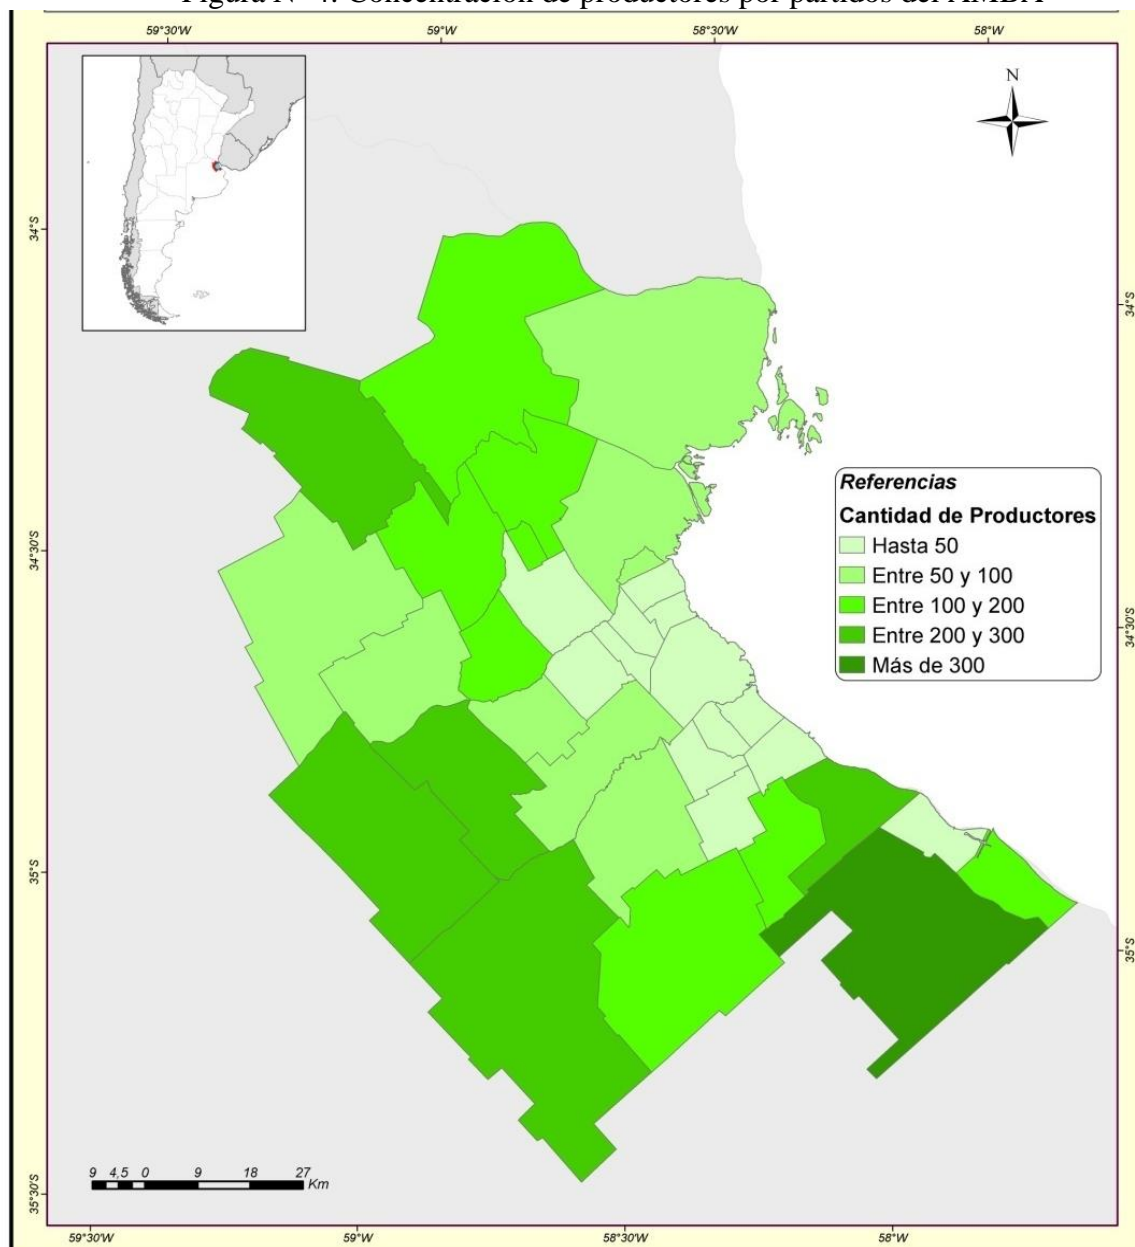 Figura N° 4: Concentración de productores por partidos del AMBA
59°30'W 59°W 58°30'W 58°W
N
34°S
34°S
34°30'S
34°30'S
35°S
35°S
35°30'S
Referencias
Cantidad de Productores
Hasta 50
Entre 50 y 100
Entre 100 y 200
Entre 200 y 300
Más de 300
9 4,5 0 9 18 27
Km
59°30'W 59°W 58°30'W 58°W